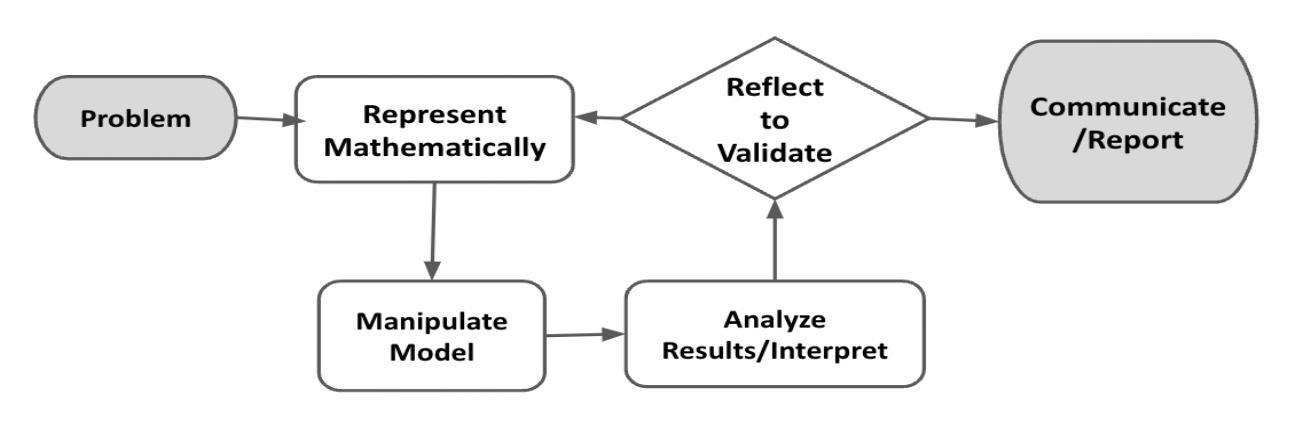 Problem
Represent
Mathematically
Manipulate
Model
Analyze
Results/Interpret
Reflect
to
Validate
Communicate
/Report